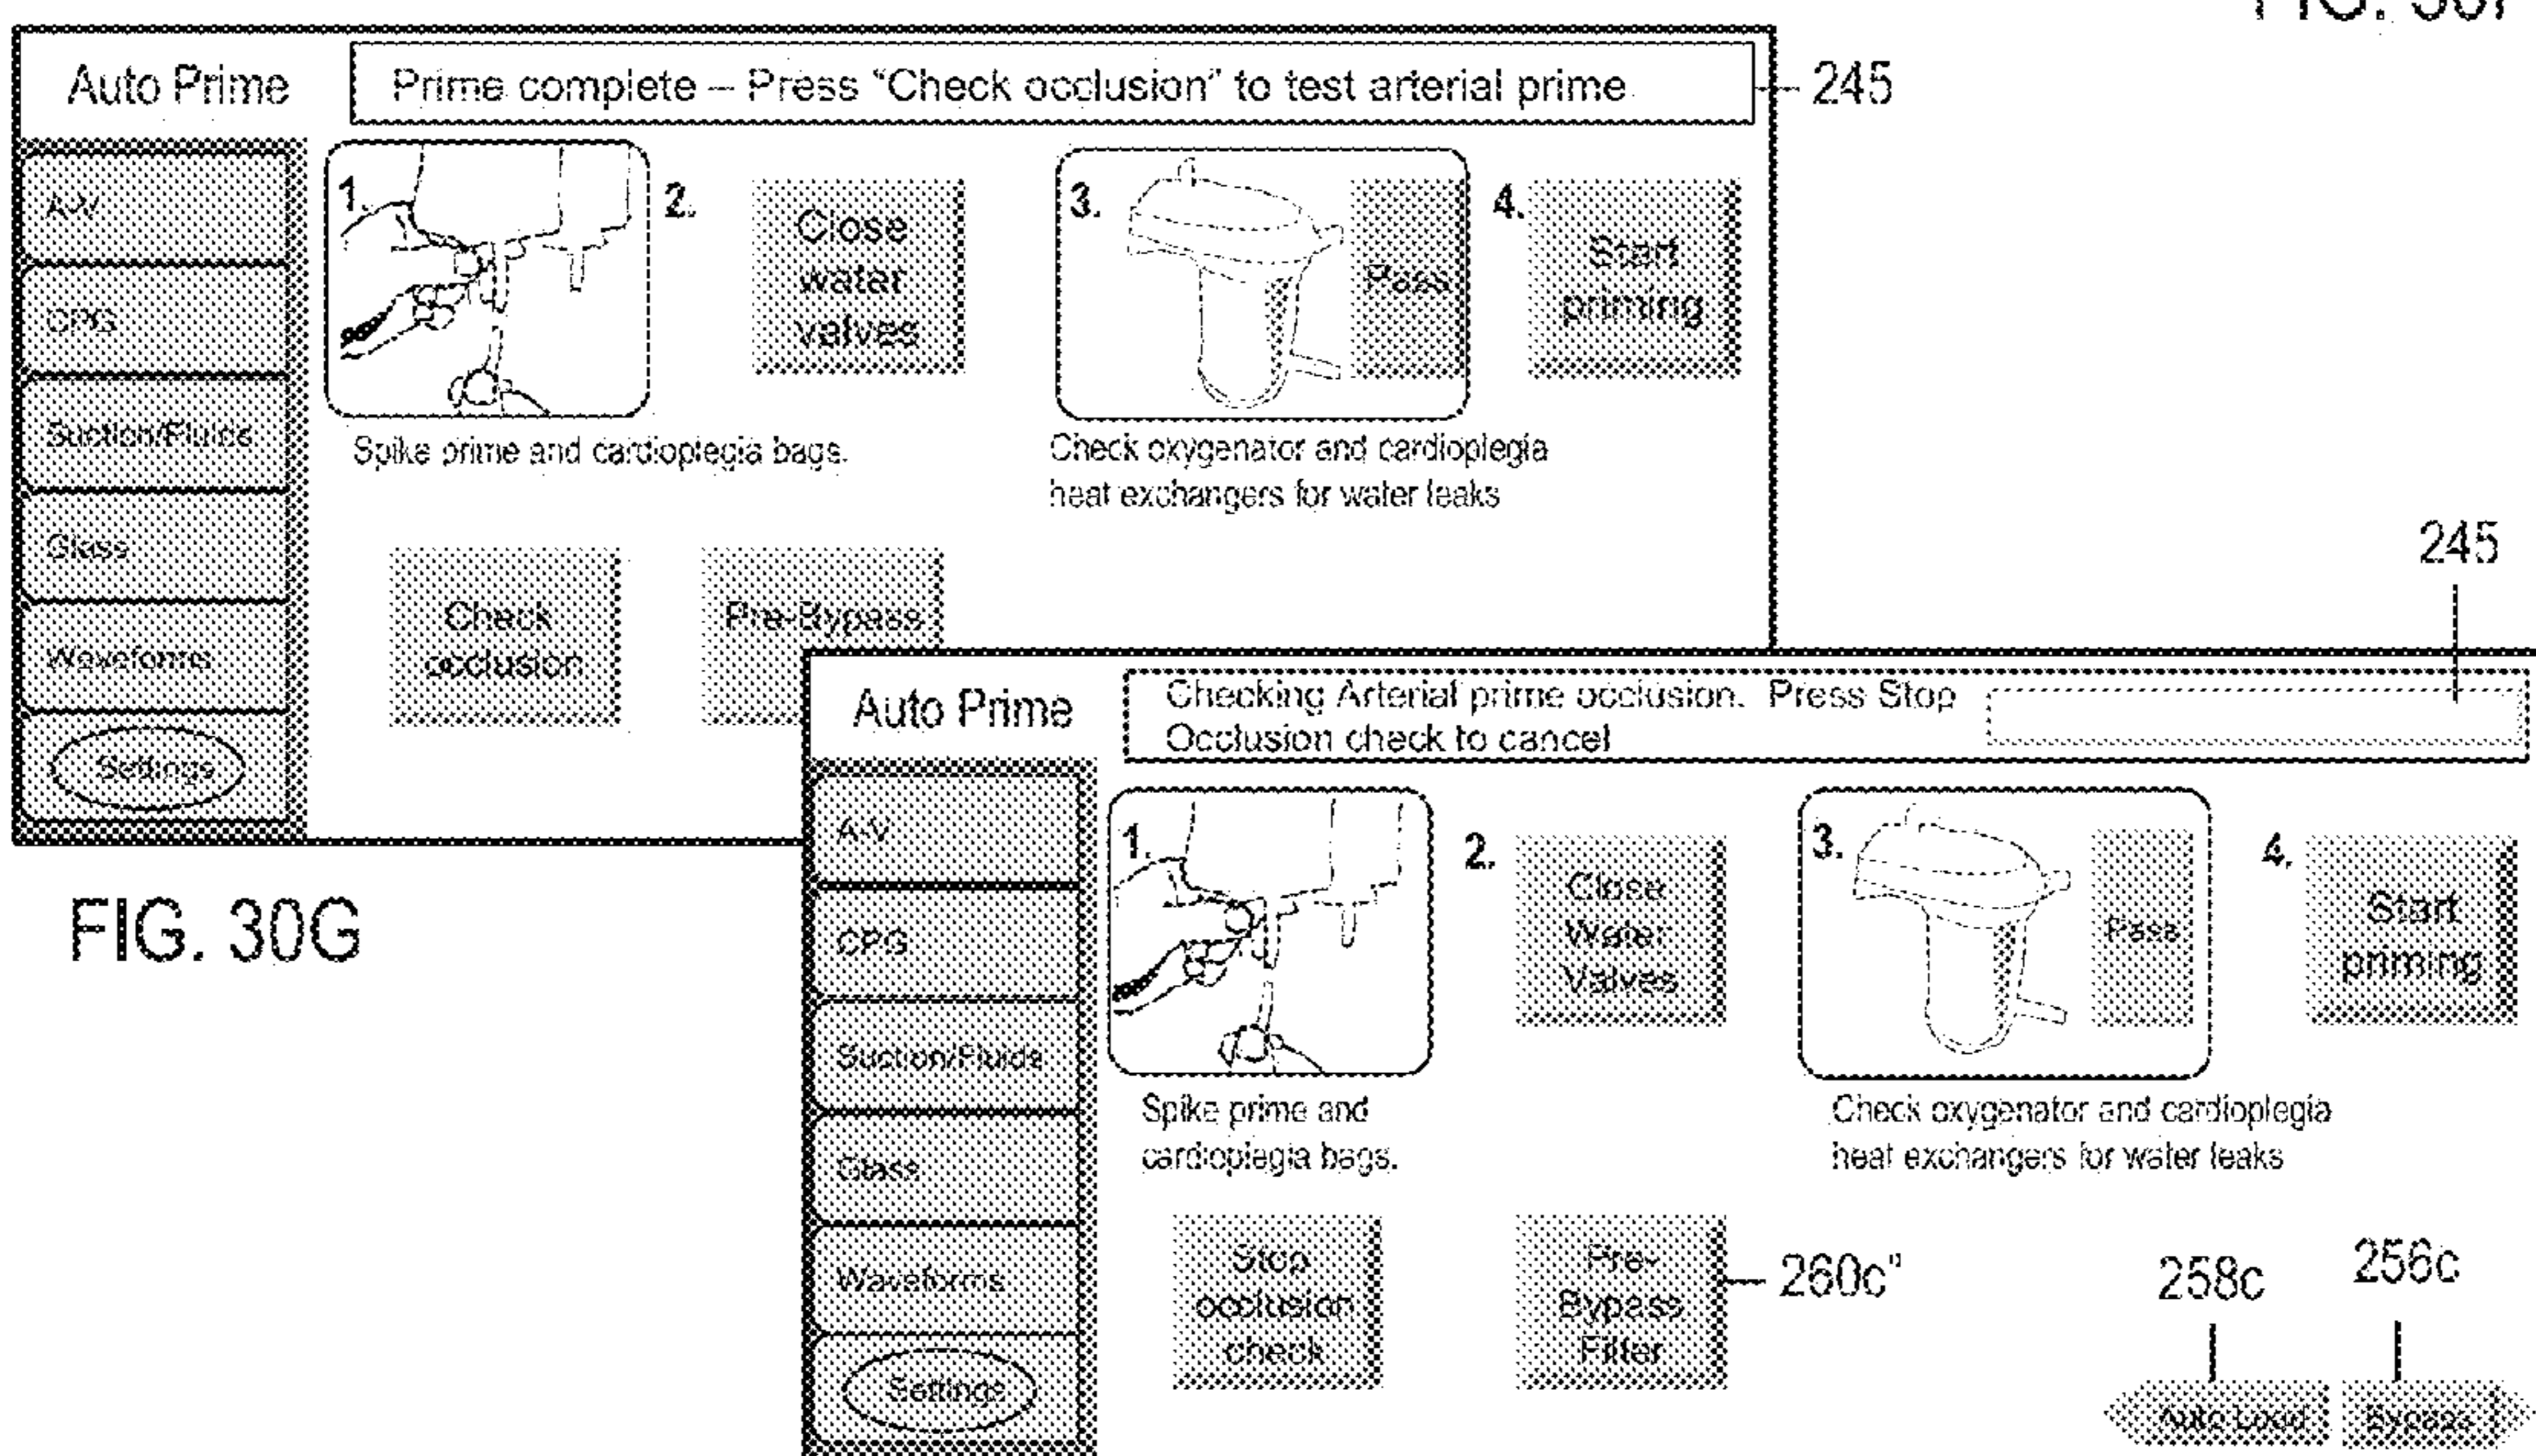 Auto Prime
Prime complete – Press "Check occlusion" to test arterial prime
245
A-V
CPG
Suction/Fluids
Glass
Waveforms
Settings
1.
2.
Close
water
valves
3.
Pass
4.
Start
priming
Spike prime and cardioplegia bags.
Check oxygenator and cardioplegia
heat exchangers for water leaks
Check
occlusion
Pre-Bypass
FIG. 30G
245
Auto Prime
Checking Arterial prime occlusion. Press Stop
Occlusion check to cancel
A-V
CPG
Suction/Fluids
Glass
Waveforms
Settings
1.
2.
Close
Water
Valves
3.
Pass
4.
Start
priming
Spike prime and
cardioplegia bags.
Check oxygenator and cardioplegia
heat exchangers for water leaks
Stop
occlusion
check
Pre-
Bypass
Filter
260c"
258c
256c
Auto Load
Bypass